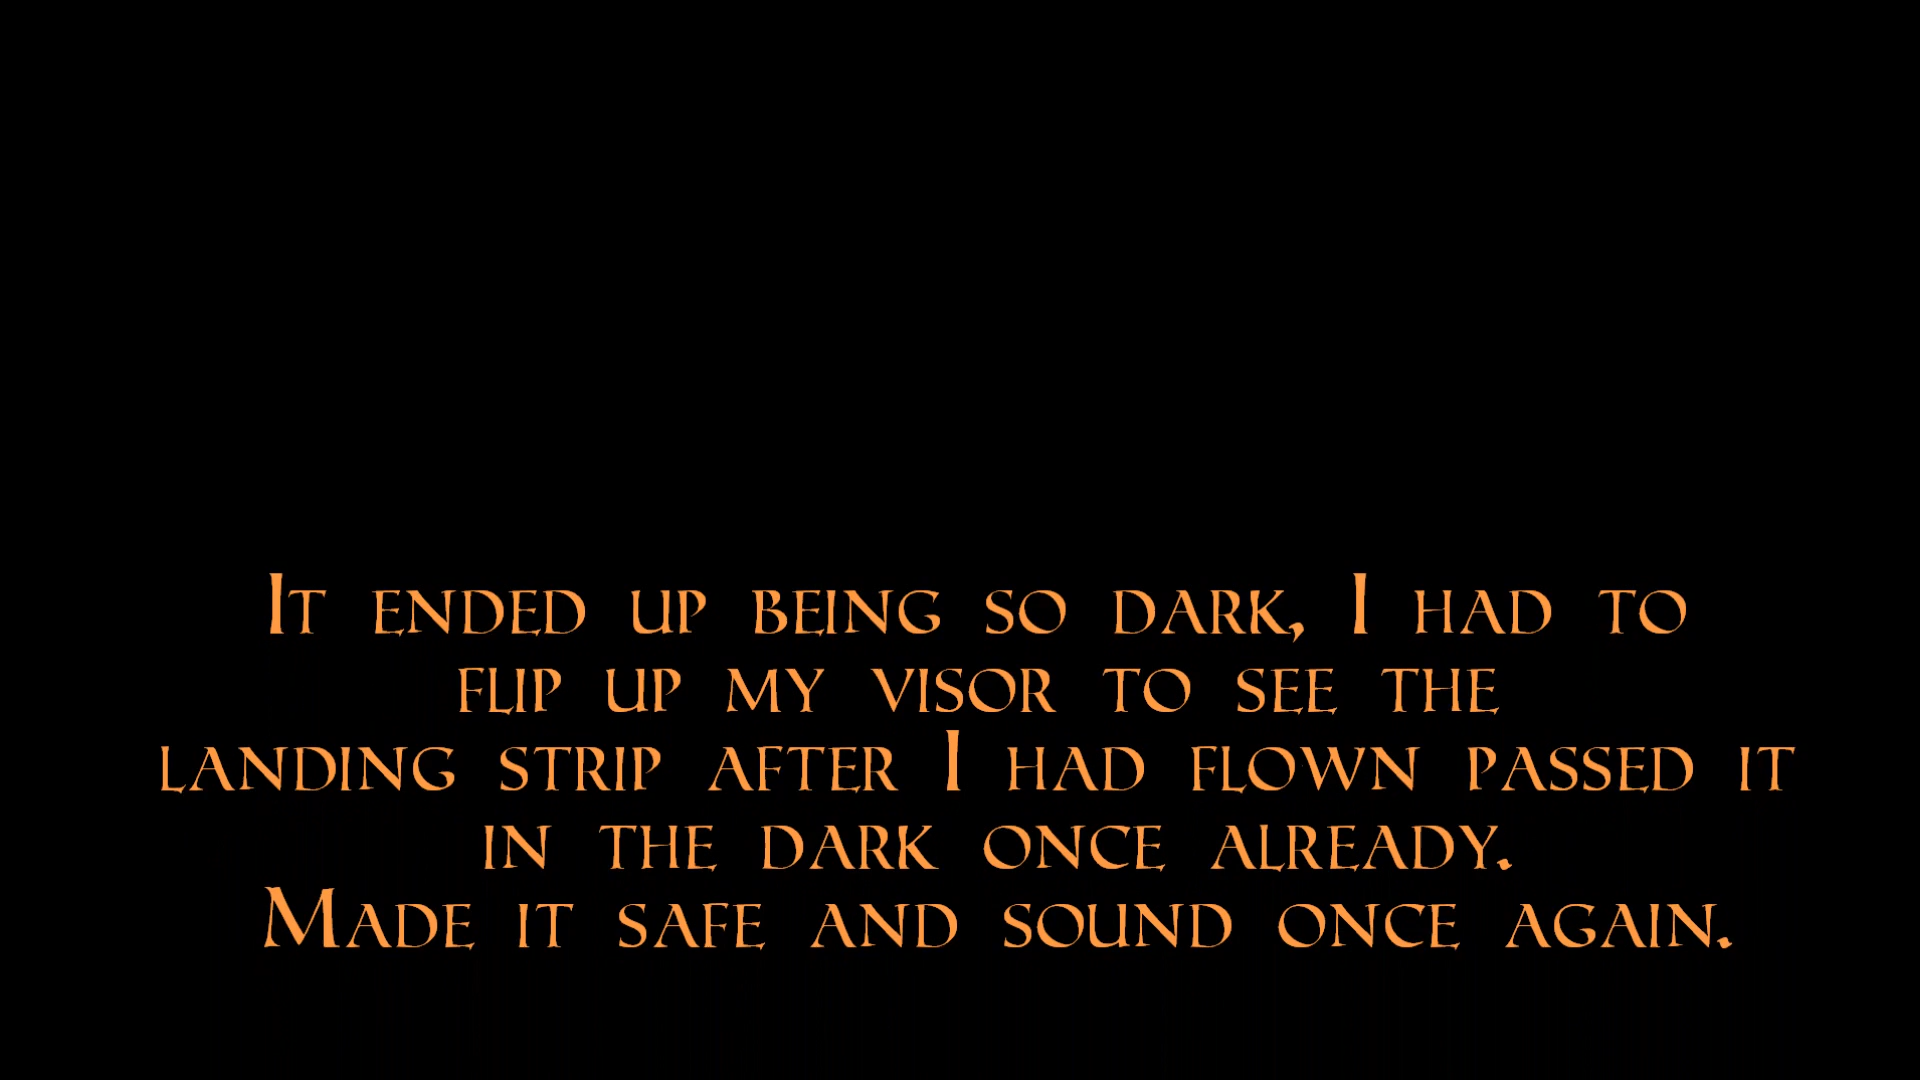 It ended up being so dark, I had to
flip up my visor to see the
landing strip after I had flown passed it
in the dark once already.
Made it safe and sound once again.